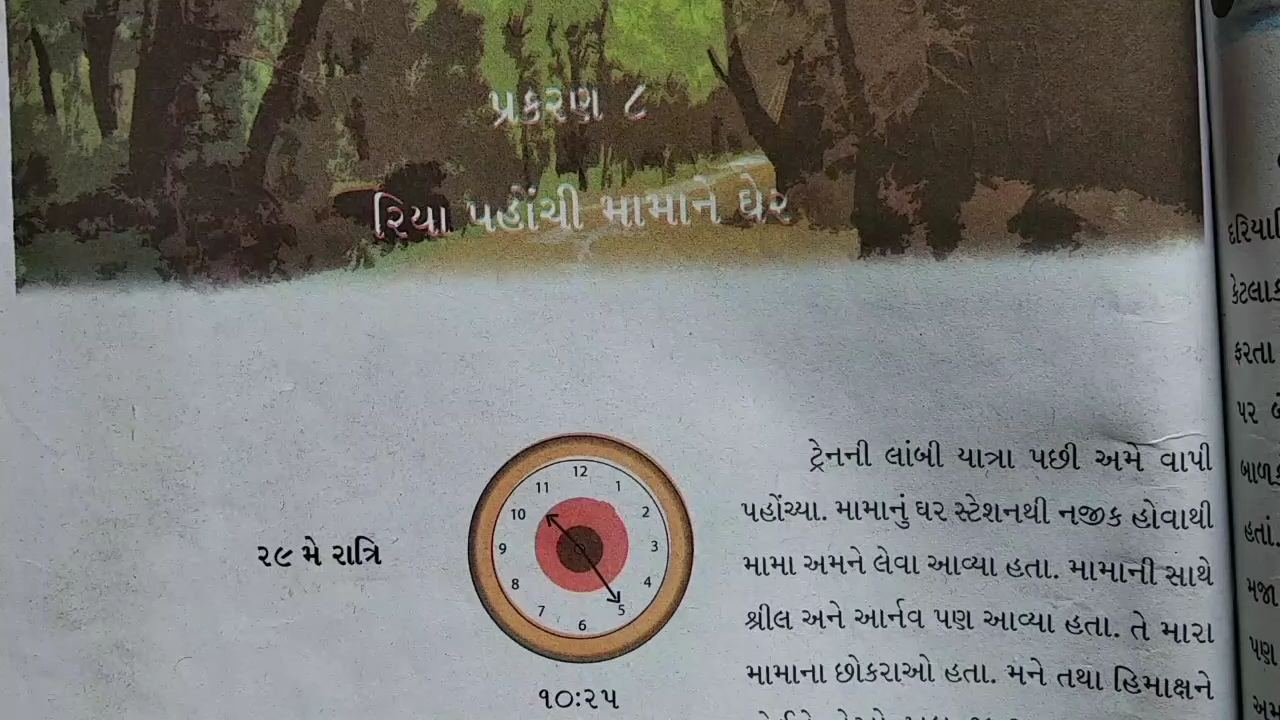 પ્રકરણ ૮
રિયા પહોંચી મામાને ઘેર
૨૯ મે રાત્રિ
12
1
2
3
4
5
6
7
8
9
10
11
૧૦:૨૫
ટ્રેનની લાંબી યાત્રા પછી અમે વાપી
પહોંચ્યા. મામાનું ઘર સ્ટેશનથી નજીક હોવાથી
મામા અમને લેવા આવ્યા હતા. મામાની સાથે
શ્રીલ અને આર્નવ પણ આવ્યા હતા. તે મારા
મામાના છોકરાઓ હતા. મને તથા હિમાક્ષને
ફરતા
પર
હતાં.
મજા
પણ